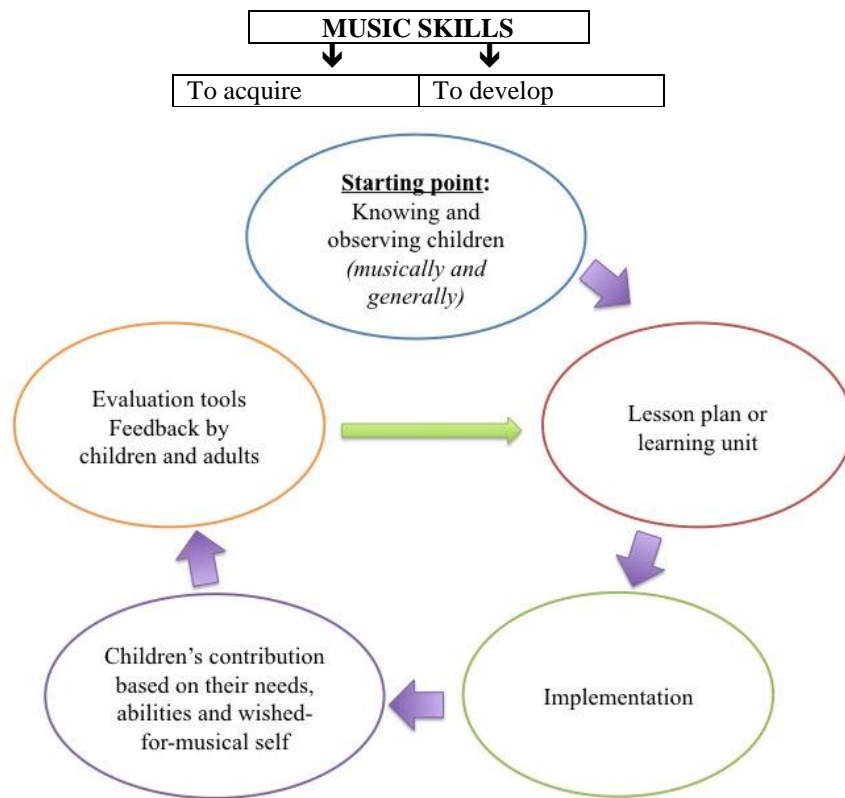 MUSIC SKILLS
To acquire
To develop
Starting point:
Knowing and
observing children
(musically and
generally)
Evaluation tools
Feedback by
children and adults
Lesson plan or
learning unit
Children's contribution
based on their needs,
abilities and wished-
for-musical self
Implementation